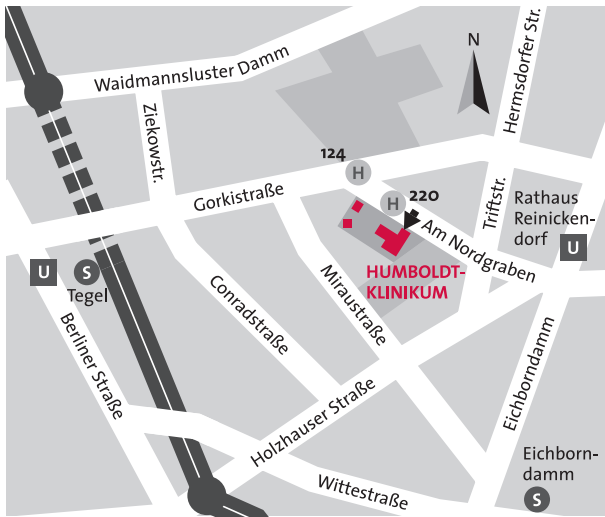 Waidmannsluster Damm
Hermsdorfer Str.
N
Ziekowstr.
124
H
Gorkistraße
H
220
Triftstr.
Rathaus
Reinicken-
dorf
U
Am Nordgraben
HUMBOLDT-
KLINIKUM
U
S
Tegel
Miraustraße
Conradstraße
Berliner Straße
Eichborndamm
Holzhauser Straße
Eichborn-
damm
S
Wittestraße